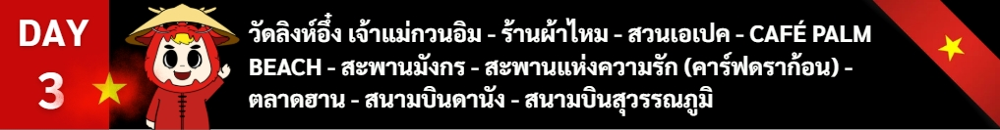 DAY
3
วัดลิงห์อึ๋ง เจ้าแม่กวนอิม - ร้านผ้าไหม - สวนเอเปค - CAFÉ PALM
BEACH - สะพานมังกร - สะพานแห่งความรัก (คาร์ฟดราก้อน) -
ตลาดฮาน - สนามบินดานัง - สนามบินสุวรรณภูมิ